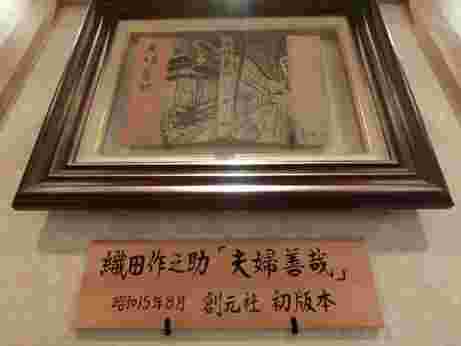 織田作之助「夫婦善哉」
昭和15年8月 創元社 初版本